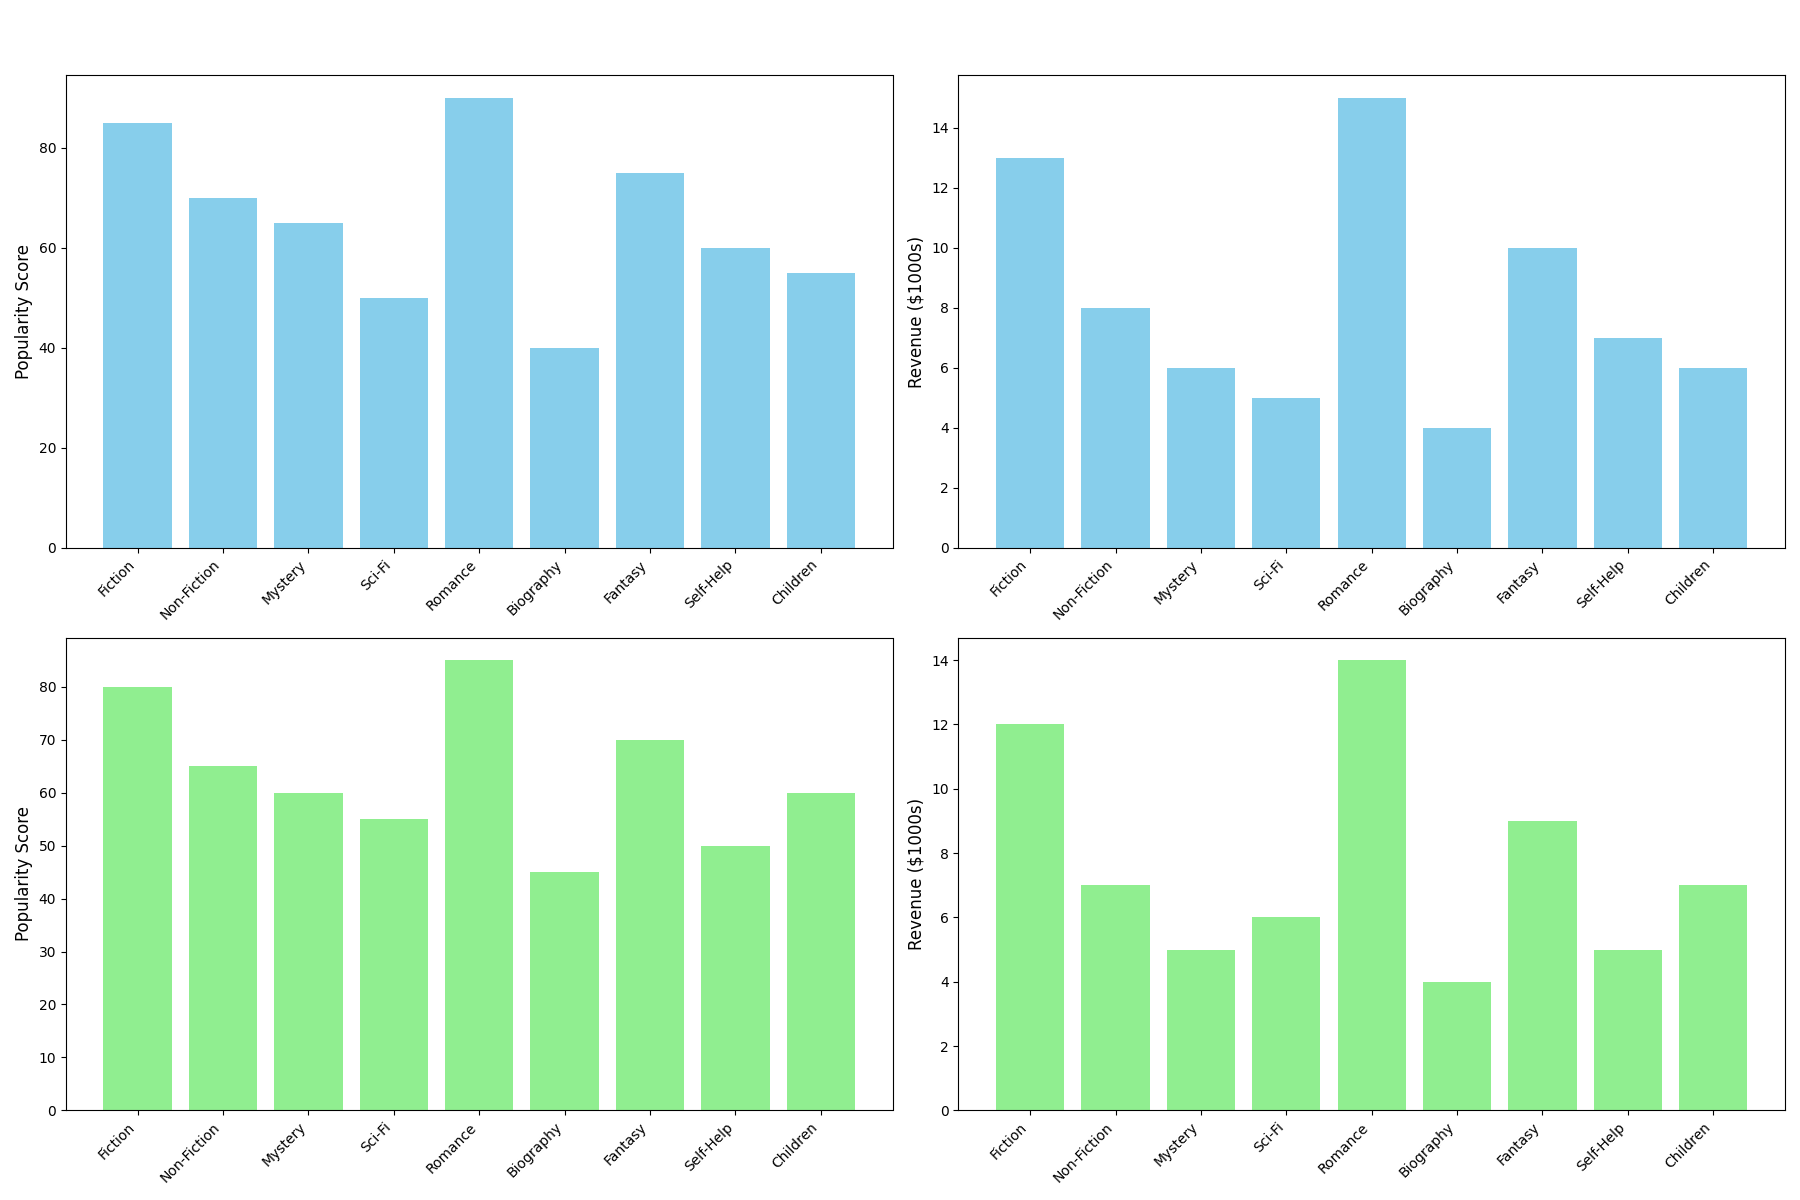 Popularity Score
80
60
40
20
0
Fiction
Non-Fiction
Mystery
Sci-Fi
Romance
Biography
Fantasy
Self-Help
Children
Revenue ($1000s)
14
12
10
8
6
4
2
0
Fiction
Non-Fiction
Mystery
Sci-Fi
Romance
Biography
Fantasy
Self-Help
Children
Popularity Score
80
70
60
50
40
30
20
10
0
Fiction
Non-Fiction
Mystery
Sci-Fi
Romance
Biography
Fantasy
Self-Help
Children
Revenue ($1000s)
14
12
10
8
6
4
2
0
Fiction
Non-Fiction
Mystery
Sci-Fi
Romance
Biography
Fantasy
Self-Help
Children